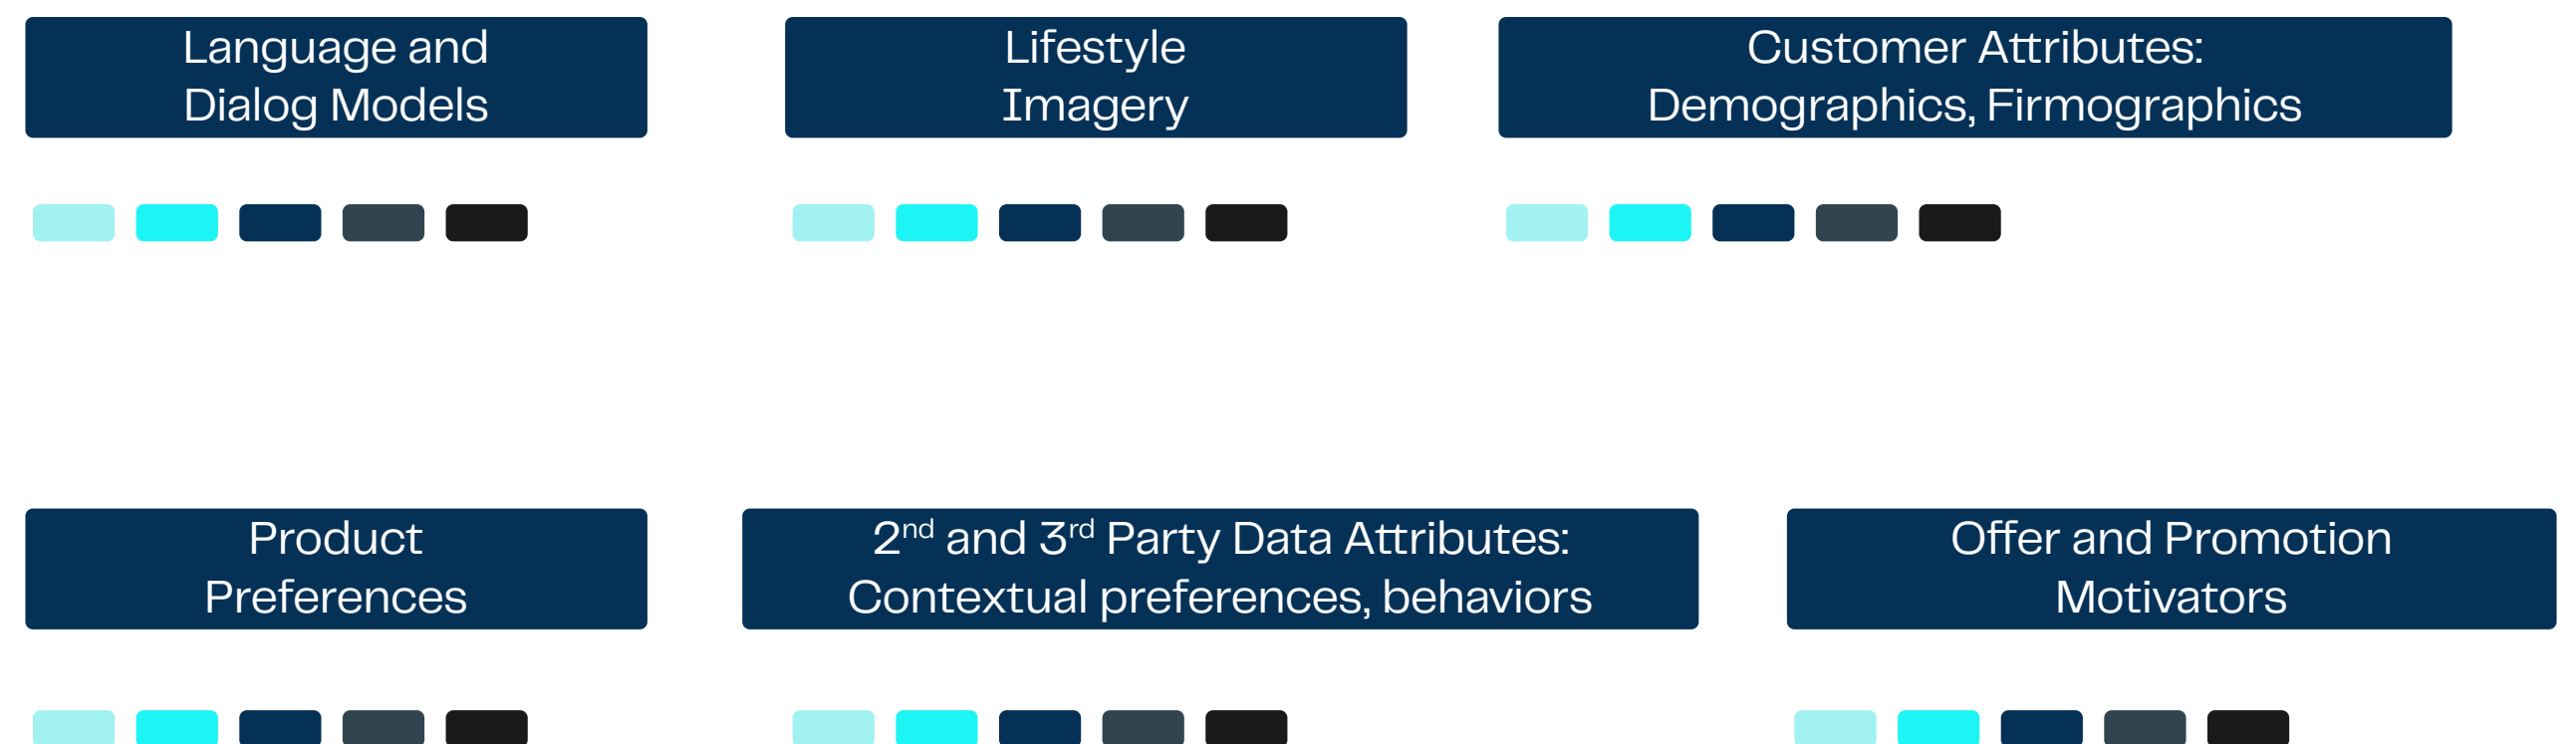 Language and
Dialog Models
Lifestyle
Imagery
Customer Attributes:
Demographics, Firmographics
Product
Preferences
2nd and 3rd Party Data Attributes:
Contextual preferences, behaviors
Offer and Promotion
Motivators